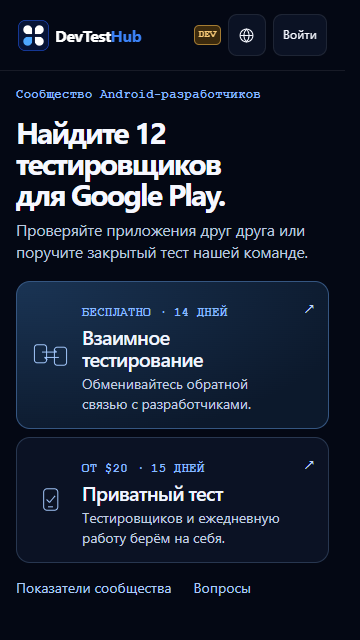 DevTestHub
DEV
Войти
Сообщество Android-разработчиков
Найдите 12
тестировщиков
для Google Play.
Проверяйте приложения друг друга или
поручите закрытый тест нашей команде.
БЕСПЛАТНО · 14 ДНЕЙ
↗
Взаимное
тестирование
Обменивайтесь обратной
связью с разработчиками.
ОТ $20 · 15 ДНЕЙ
↗
Приватный тест
Тестировщиков и ежедневную
работу берём на себя.
Показатели сообщества Вопросы